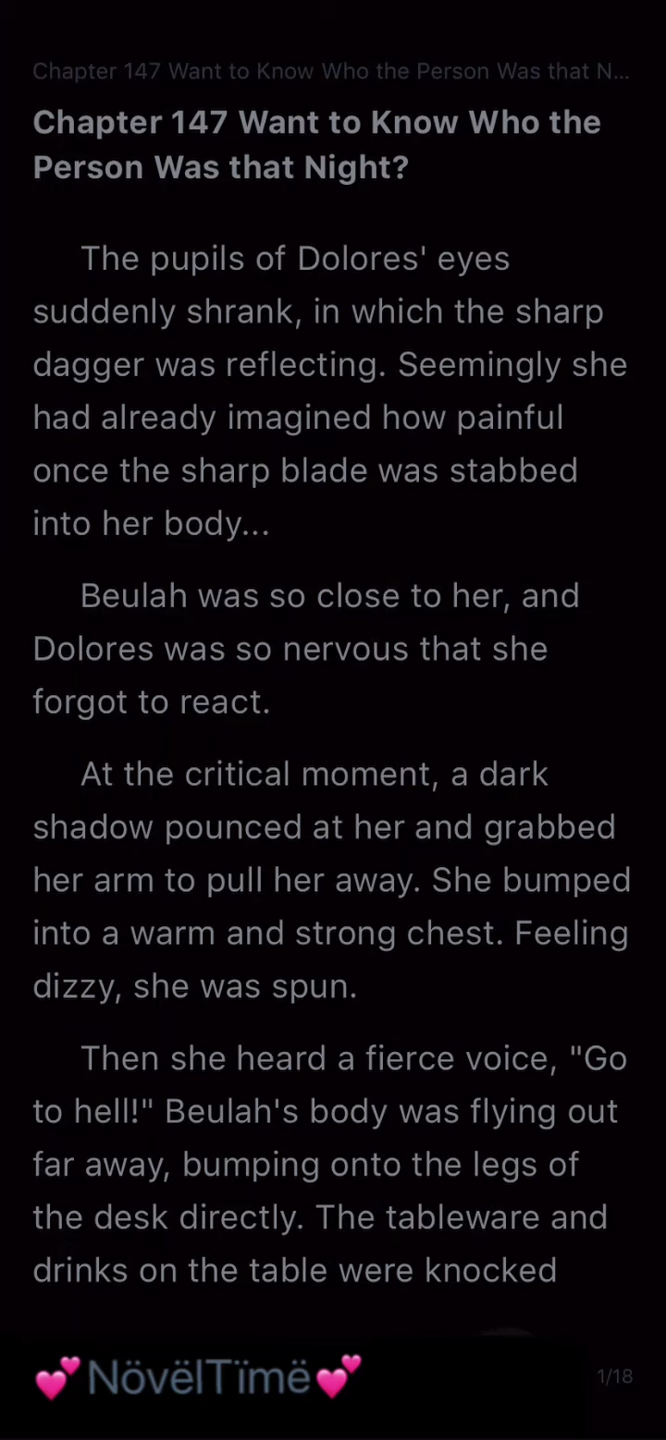 Chapter 147 Want to Know Who the Person Was that N...
Chapter 147 Want to Know Who the
Person Was that Night?
The pupils of Dolores' eyes
suddenly shrank, in which the sharp
dagger was reflecting. Seemingly she
had already imagined how painful
once the sharp blade was stabbed
into her body...
Beulah was so close to her, and
Dolores was so nervous that she
forgot to react.
At the critical moment, a dark
shadow pounced at her and grabbed
her arm to pull her away. She bumped
into a warm and strong chest. Feeling
dizzy, she was spun.
Then she heard a fierce voice, "Go
to hell!" Beulah's body was flying out
far away, bumping onto the legs of
the desk directly. The tableware and
drinks on the table were knocked
💕NövëlTïmë💕
1/18